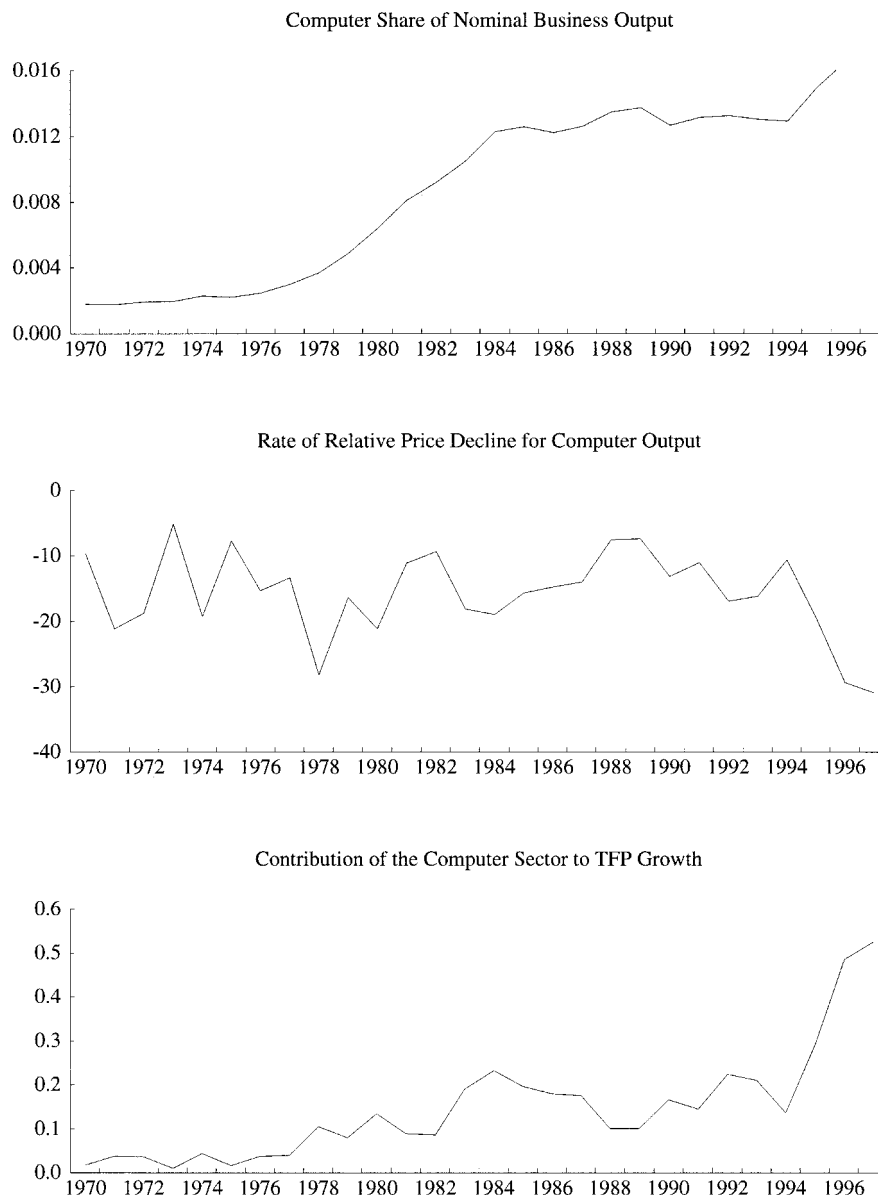 Computer Share of Nominal Business Output
0.016
0.012
0.008
0.004
0.000
1970 1972 1974 1976 1978 1980 1982 1984 1986 1988 1990 1992 1994 1996
Rate of Relative Price Decline for Computer Output
0
-10
-20
-30
-40
1970 1972 1974 1976 1978 1980 1982 1984 1986 1988 1990 1992 1994 1996
Contribution of the Computer Sector to TFP Growth
0.6
0.5
0.4
0.3
0.2
0.1
0.0
1970 1972 1974 1976 1978 1980 1982 1984 1986 1988 1990 1992 1994 1996